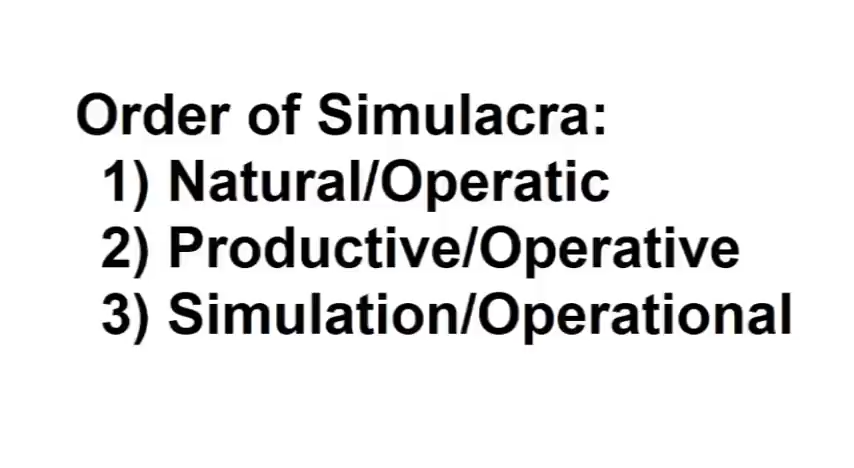 Order of Simulacra:
1) Natural/Operatic
2) Productive/Operative
3) Simulation/Operational